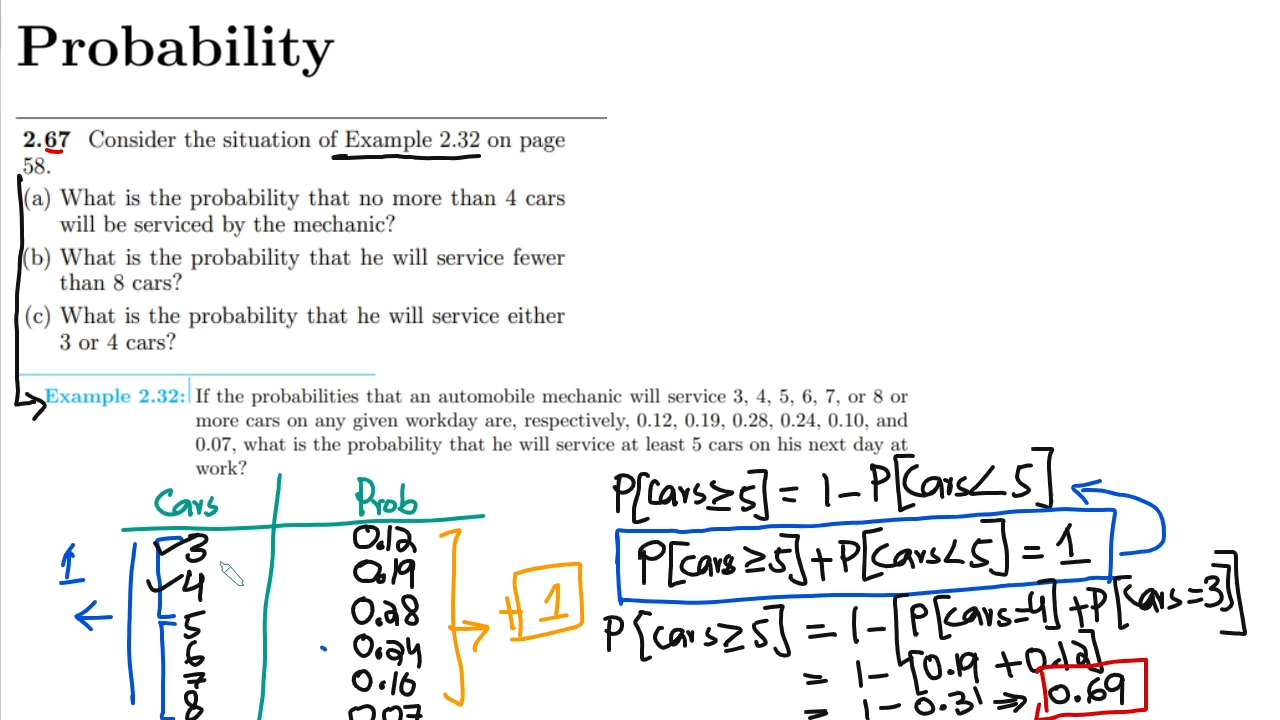 Probability
2.67 Consider the situation of Example 2.32 on page
58.
(a) What is the probability that no more than 4 cars
will be serviced by the mechanic?
(b) What is the probability that he will service fewer
than 8 cars?
(c) What is the probability that he will service either
3 or 4 cars?
Example 2.32: If the probabilities that an automobile mechanic will service 3, 4, 5, 6, 7, or 8 or
more cars on any given workday are, respectively, 0.12, 0.19, 0.28, 0.24, 0.10, and
0.07, what is the probability that he will service at least 5 cars on his next day at
work?
Cars Prob
3 0.12
4 0.19
5 0.28
6 0.24
7 0.10
8 0.07
1
+ 1
P[Cars≥5] = 1 - P[Cars<5]
P[Cars≥5] + P[Cars<5] = 1
P[Cars≥5] = 1 - [P[Cars=4] + P[Cars=3]]
= 1 - [0.19 + 0.12]
= 1 - 0.31 ⇒ 0.69